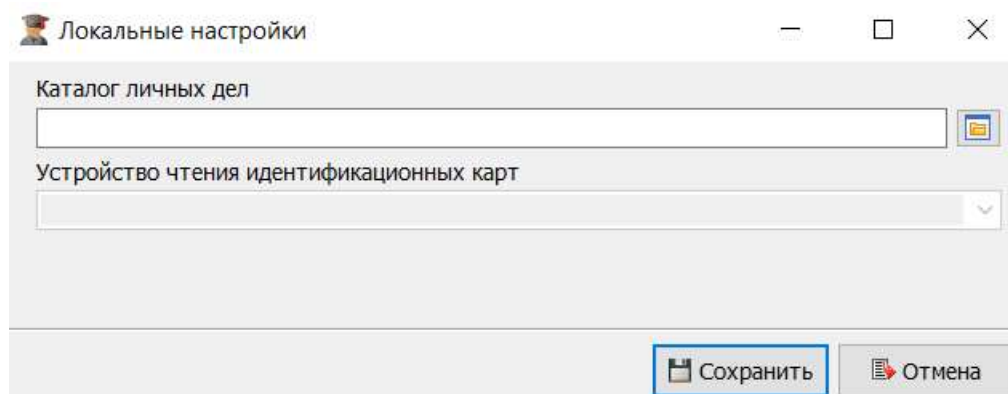 Локальные настройки
Каталог личных дел
Устройство чтения идентификационных карт
Сохранить
Отмена